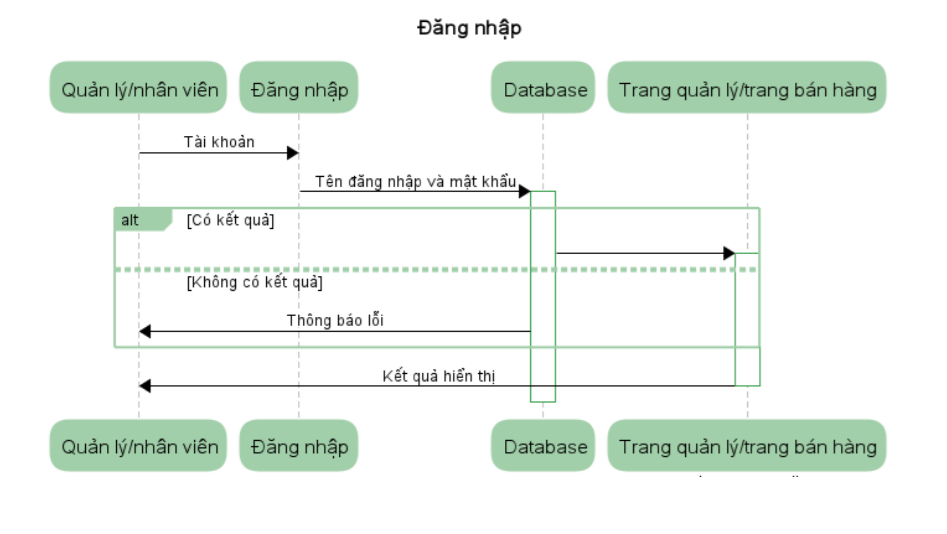 Đăng nhập
Quản lý/nhân viên
Đăng nhập
Database
Trang quản lý/trang bán hàng
Tài khoản
Tên đăng nhập và mật khẩu
alt
[Có kết quả]
[Không có kết quả]
Thông báo lỗi
Kết quả hiển thị
Quản lý/nhân viên
Đăng nhập
Database
Trang quản lý/trang bán hàng